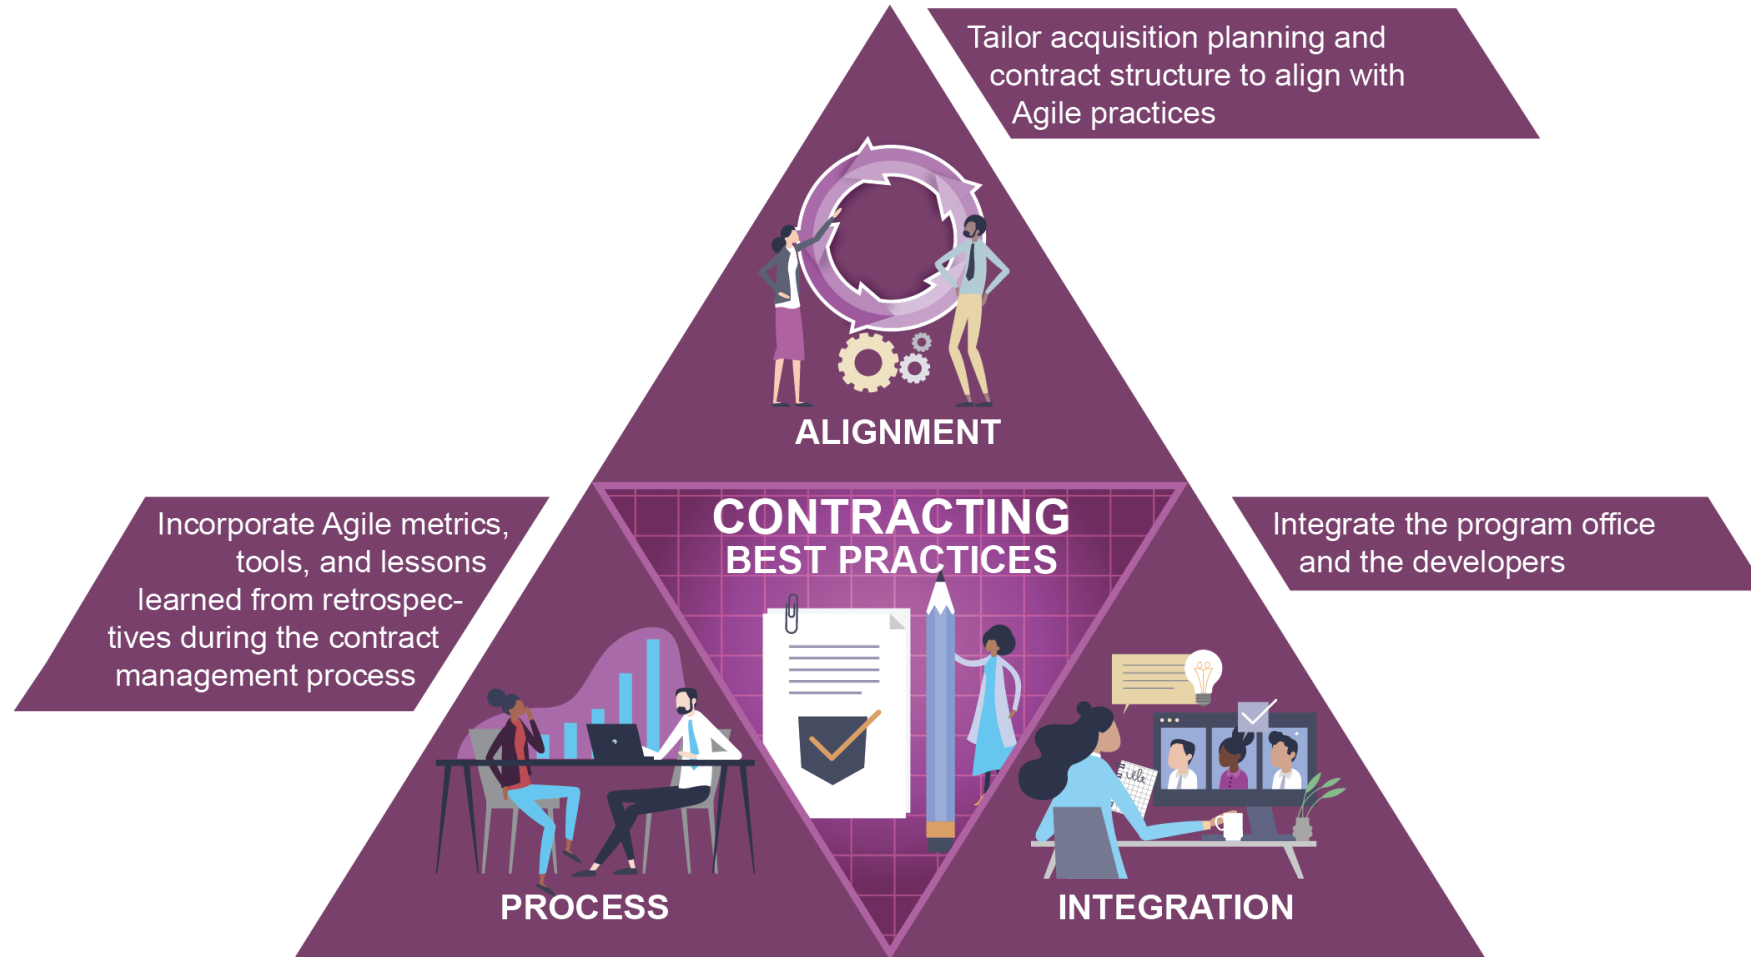 Tailor acquisition planning and
contract structure to align with
Agile practices
ALIGNMENT
Incorporate Agile metrics,
tools, and lessons
learned from retrospec-
tives during the contract
management process
CONTRACTING
BEST PRACTICES
Integrate the program office
and the developers
PROCESS
INTEGRATION